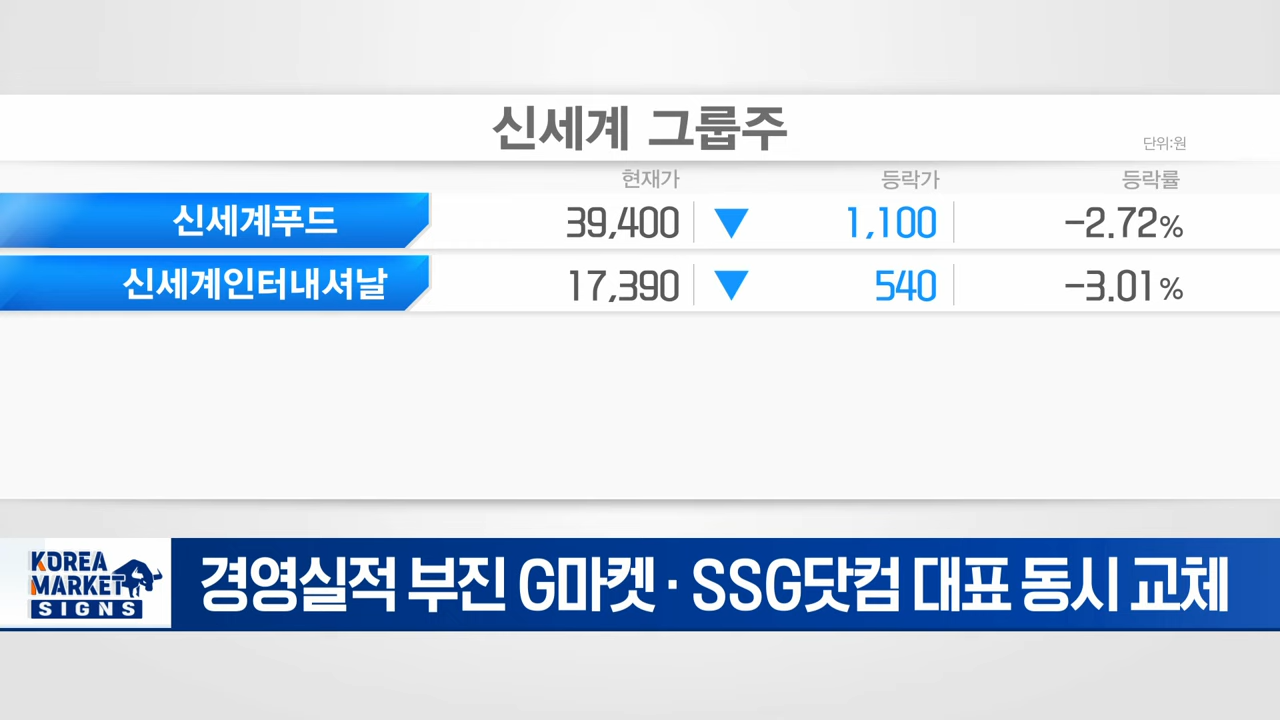 신세계 그룹주
단위:원
현재가 등락가 등락률
신세계푸드 39,400 ▼ 1,100 -2.72%
신세계인터내셔날 17,390 ▼ 540 -3.01%
KOREA
MARKET
SIGNS
경영실적 부진 G마켓·SSG닷컴 대표 동시 교체